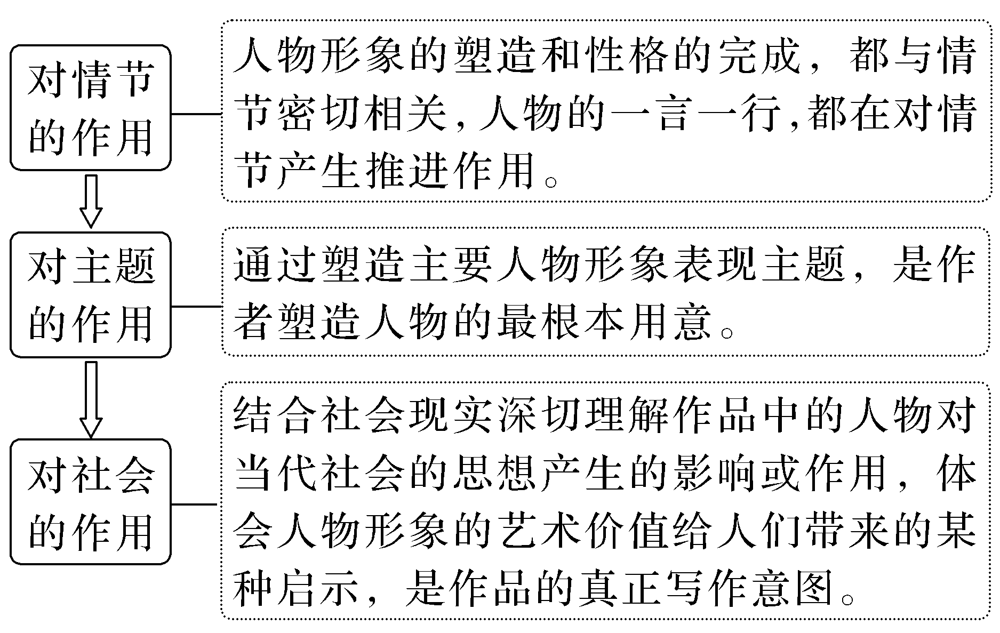 对情节
的作用
人物形象的塑造和性格的完成，都与情
节密切相关，人物的一言一行，都在对情
节产生推进作用。
对主题
的作用
通过塑造主要人物形象表现主题，是作
者塑造人物的最根本用意。
对社会
的作用
结合社会现实深切理解作品中的人物对
当代社会的思想产生的影响或作用，体
会人物形象的艺术价值给人们带来的某
种启示，是作品的真正写作意图。